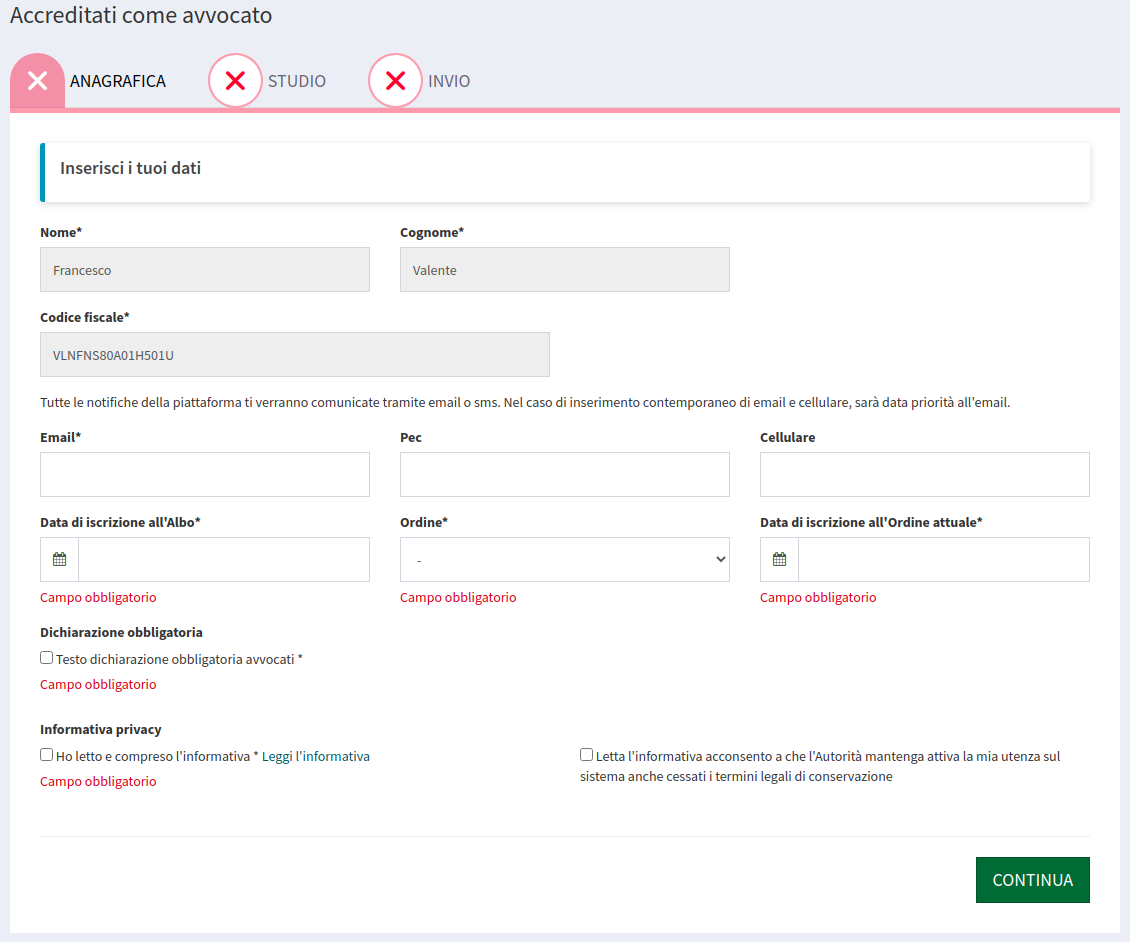 Accreditati come avvocato
ANAGRAFICA
STUDIO
INVIO
Inserisci i tuoi dati
Nome*
Cognome*
Francesco
Valente
Codice fiscale*
VLNFNS80A01H501U
Tutte le notifiche della piattaforma ti verranno comunicate tramite email o sms. Nel caso di inserimento contemporaneo di email e cellulare, sarà data priorità all'email.
Email*
Pec
Cellulare
Data di iscrizione all'Albo*
Ordine*
Data di iscrizione all'Ordine attuale*
-
Campo obbligatorio
Campo obbligatorio
Campo obbligatorio
Dichiarazione obbligatoria
Testo dichiarazione obbligatoria avvocati *
Campo obbligatorio
Informativa privacy
Ho letto e compreso l'informativa * Leggi l'informativa
Campo obbligatorio
Letta l'informativa acconsento a che l'Autorità mantenga attiva la mia utenza sul
sistema anche cessati i termini legali di conservazione
CONTINUA